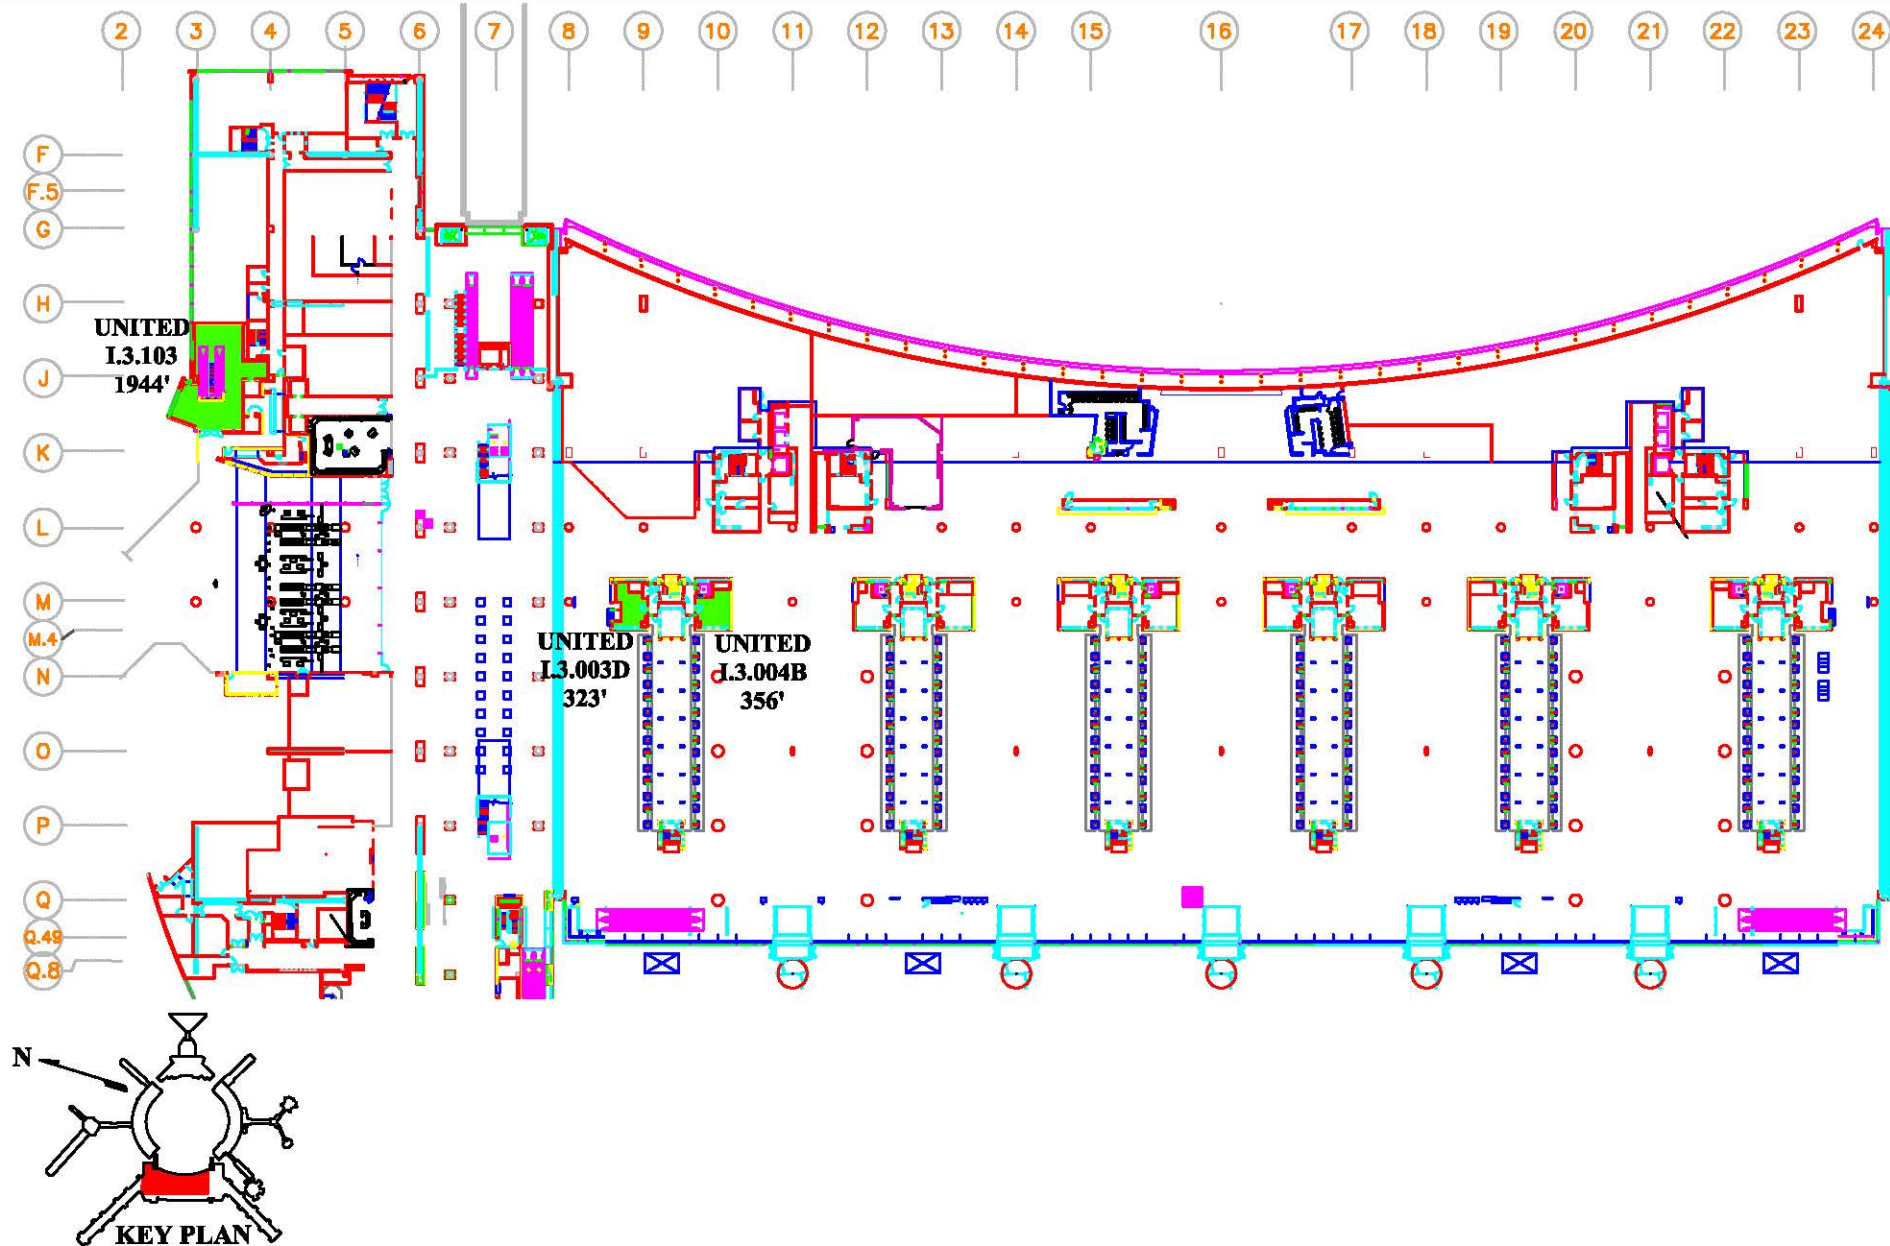 2 3 4 5 6 7 8 9 10 11 12 13 14 15 16 17 18 19 20 21 22 23 24
F
F.5
G
H
UNITED
I.3.103
1944'
J
K
L
M
M.4
UNITED
I.3.003D
323'
UNITED
I.3.004B
356'
N
O
P
Q
Q.49
Q.8
N
KEY PLAN